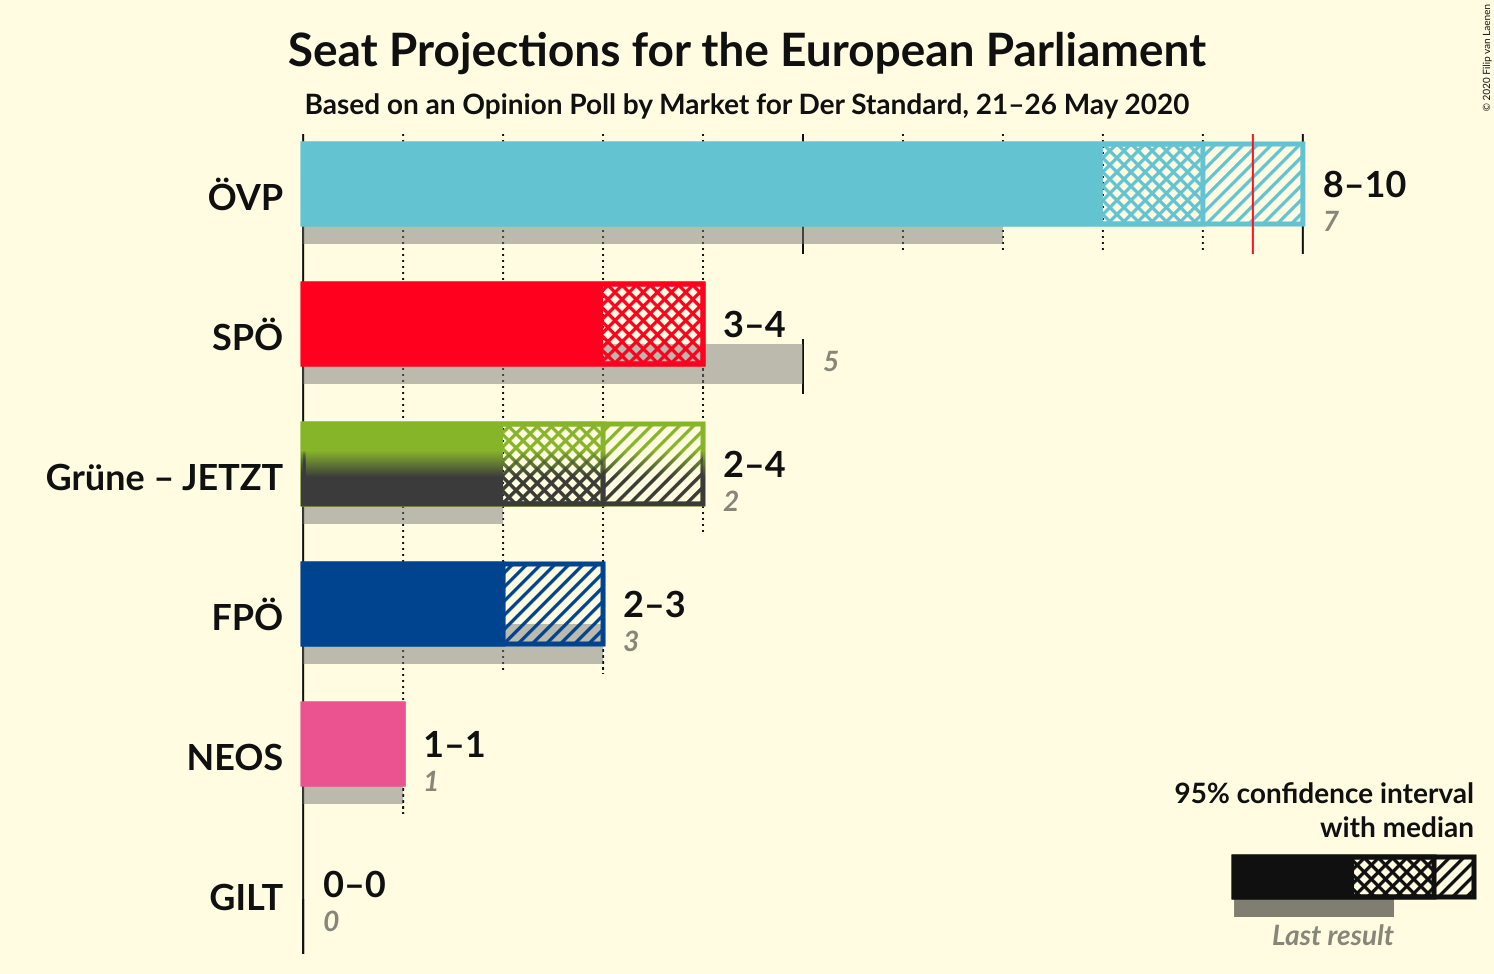 Seat Projections for the European Parliament
Based on an Opinion Poll by Market for Der Standard, 21–26 May 2020
© 2020 Filip van Laenen
ÖVP
8–10
7
SPÖ
3–4
5
Grüne – JETZT
2–4
2
FPÖ
2–3
3
NEOS
1–1
1
GILT
0–0
0
95% confidence interval
with median
Last result